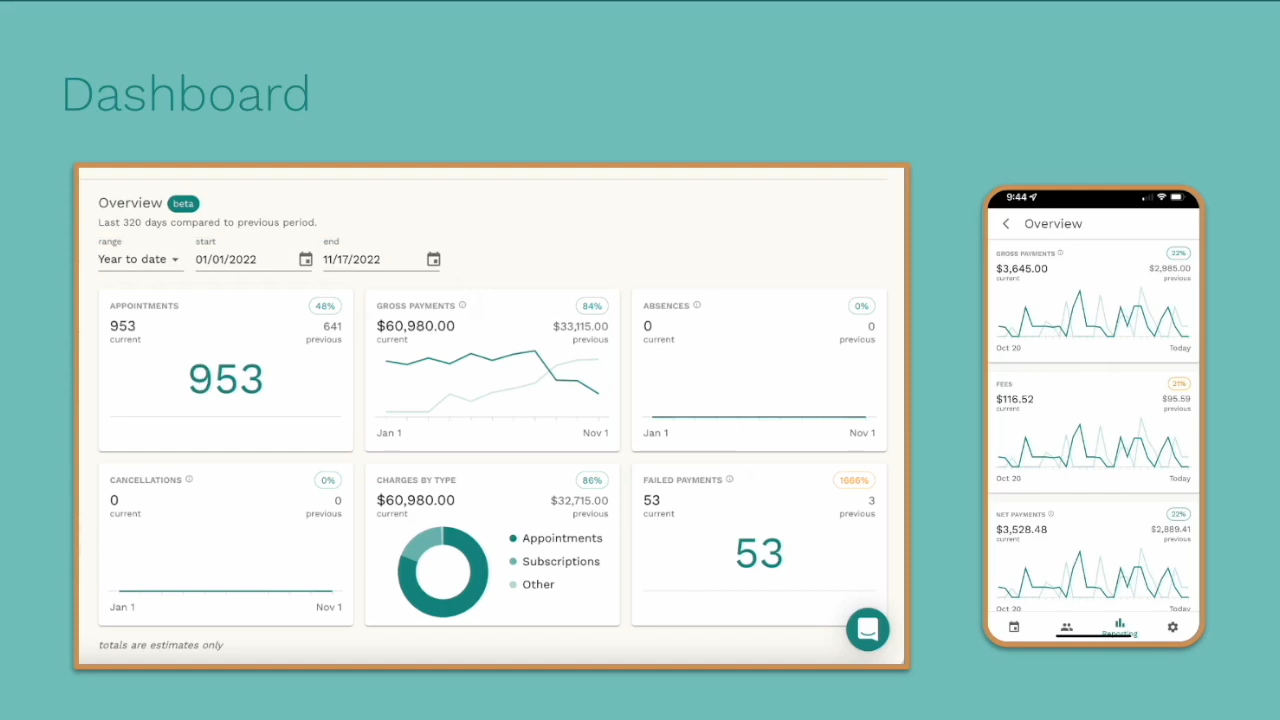 Dashboard
Overview beta
Last 320 days compared to previous period.
range start end
Year to date 01/01/2022 11/17/2022
APPOINTMENTS 48%
953 641
current previous
953
GROSS PAYMENTS 84%
$60,980.00 $33,115.00
current previous
Jan 1 Nov 1
ABSENCES 0%
0 0
current previous
Jan 1 Nov 1
CANCELLATIONS 0%
0 0
current previous
Jan 1 Nov 1
CHARGES BY TYPE 86%
$60,980.00 $32,715.00
current previous
Appointments
Subscriptions
Other
FAILED PAYMENTS 1666%
53 3
current previous
53
totals are estimates only
9:44
Overview
GROSS PAYMENTS 22%
$3,645.00 $2,985.00
current previous
Oct 20 Today
FEES 21%
$116.52 $95.59
current previous
Oct 20 Today
NET PAYMENTS 22%
$3,528.48 $2,889.41
current previous
Oct 20 Today
Reporting